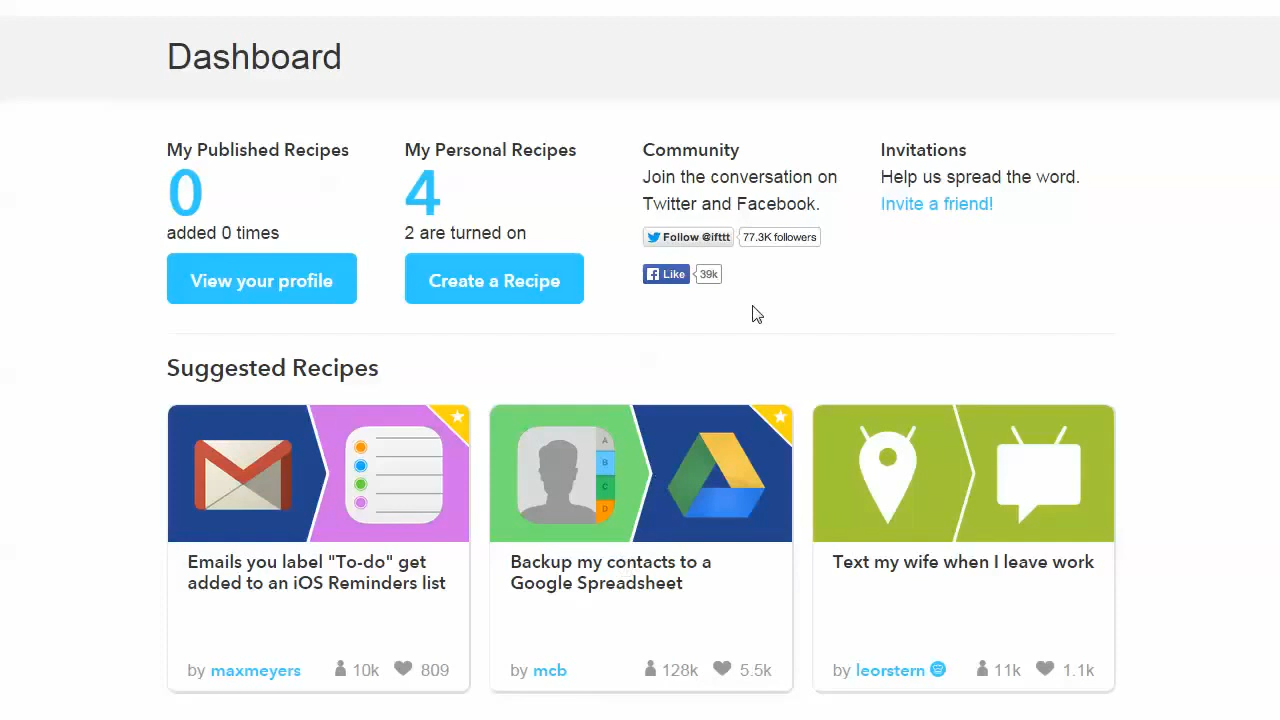 Dashboard
My Published Recipes
0
added 0 times
View your profile
My Personal Recipes
4
2 are turned on
Create a Recipe
Community
Join the conversation on
Twitter and Facebook.
Follow @ifttt 77.3K followers
Like 39k
Invitations
Help us spread the word.
Invite a friend!
Suggested Recipes
A
B
C
D
Emails you label "To-do" get
added to an iOS Reminders list
by maxmeyers 10k 809
Backup my contacts to a
Google Spreadsheet
by mcb 128k 5.5k
Text my wife when I leave work
by leorstern 11k 1.1k